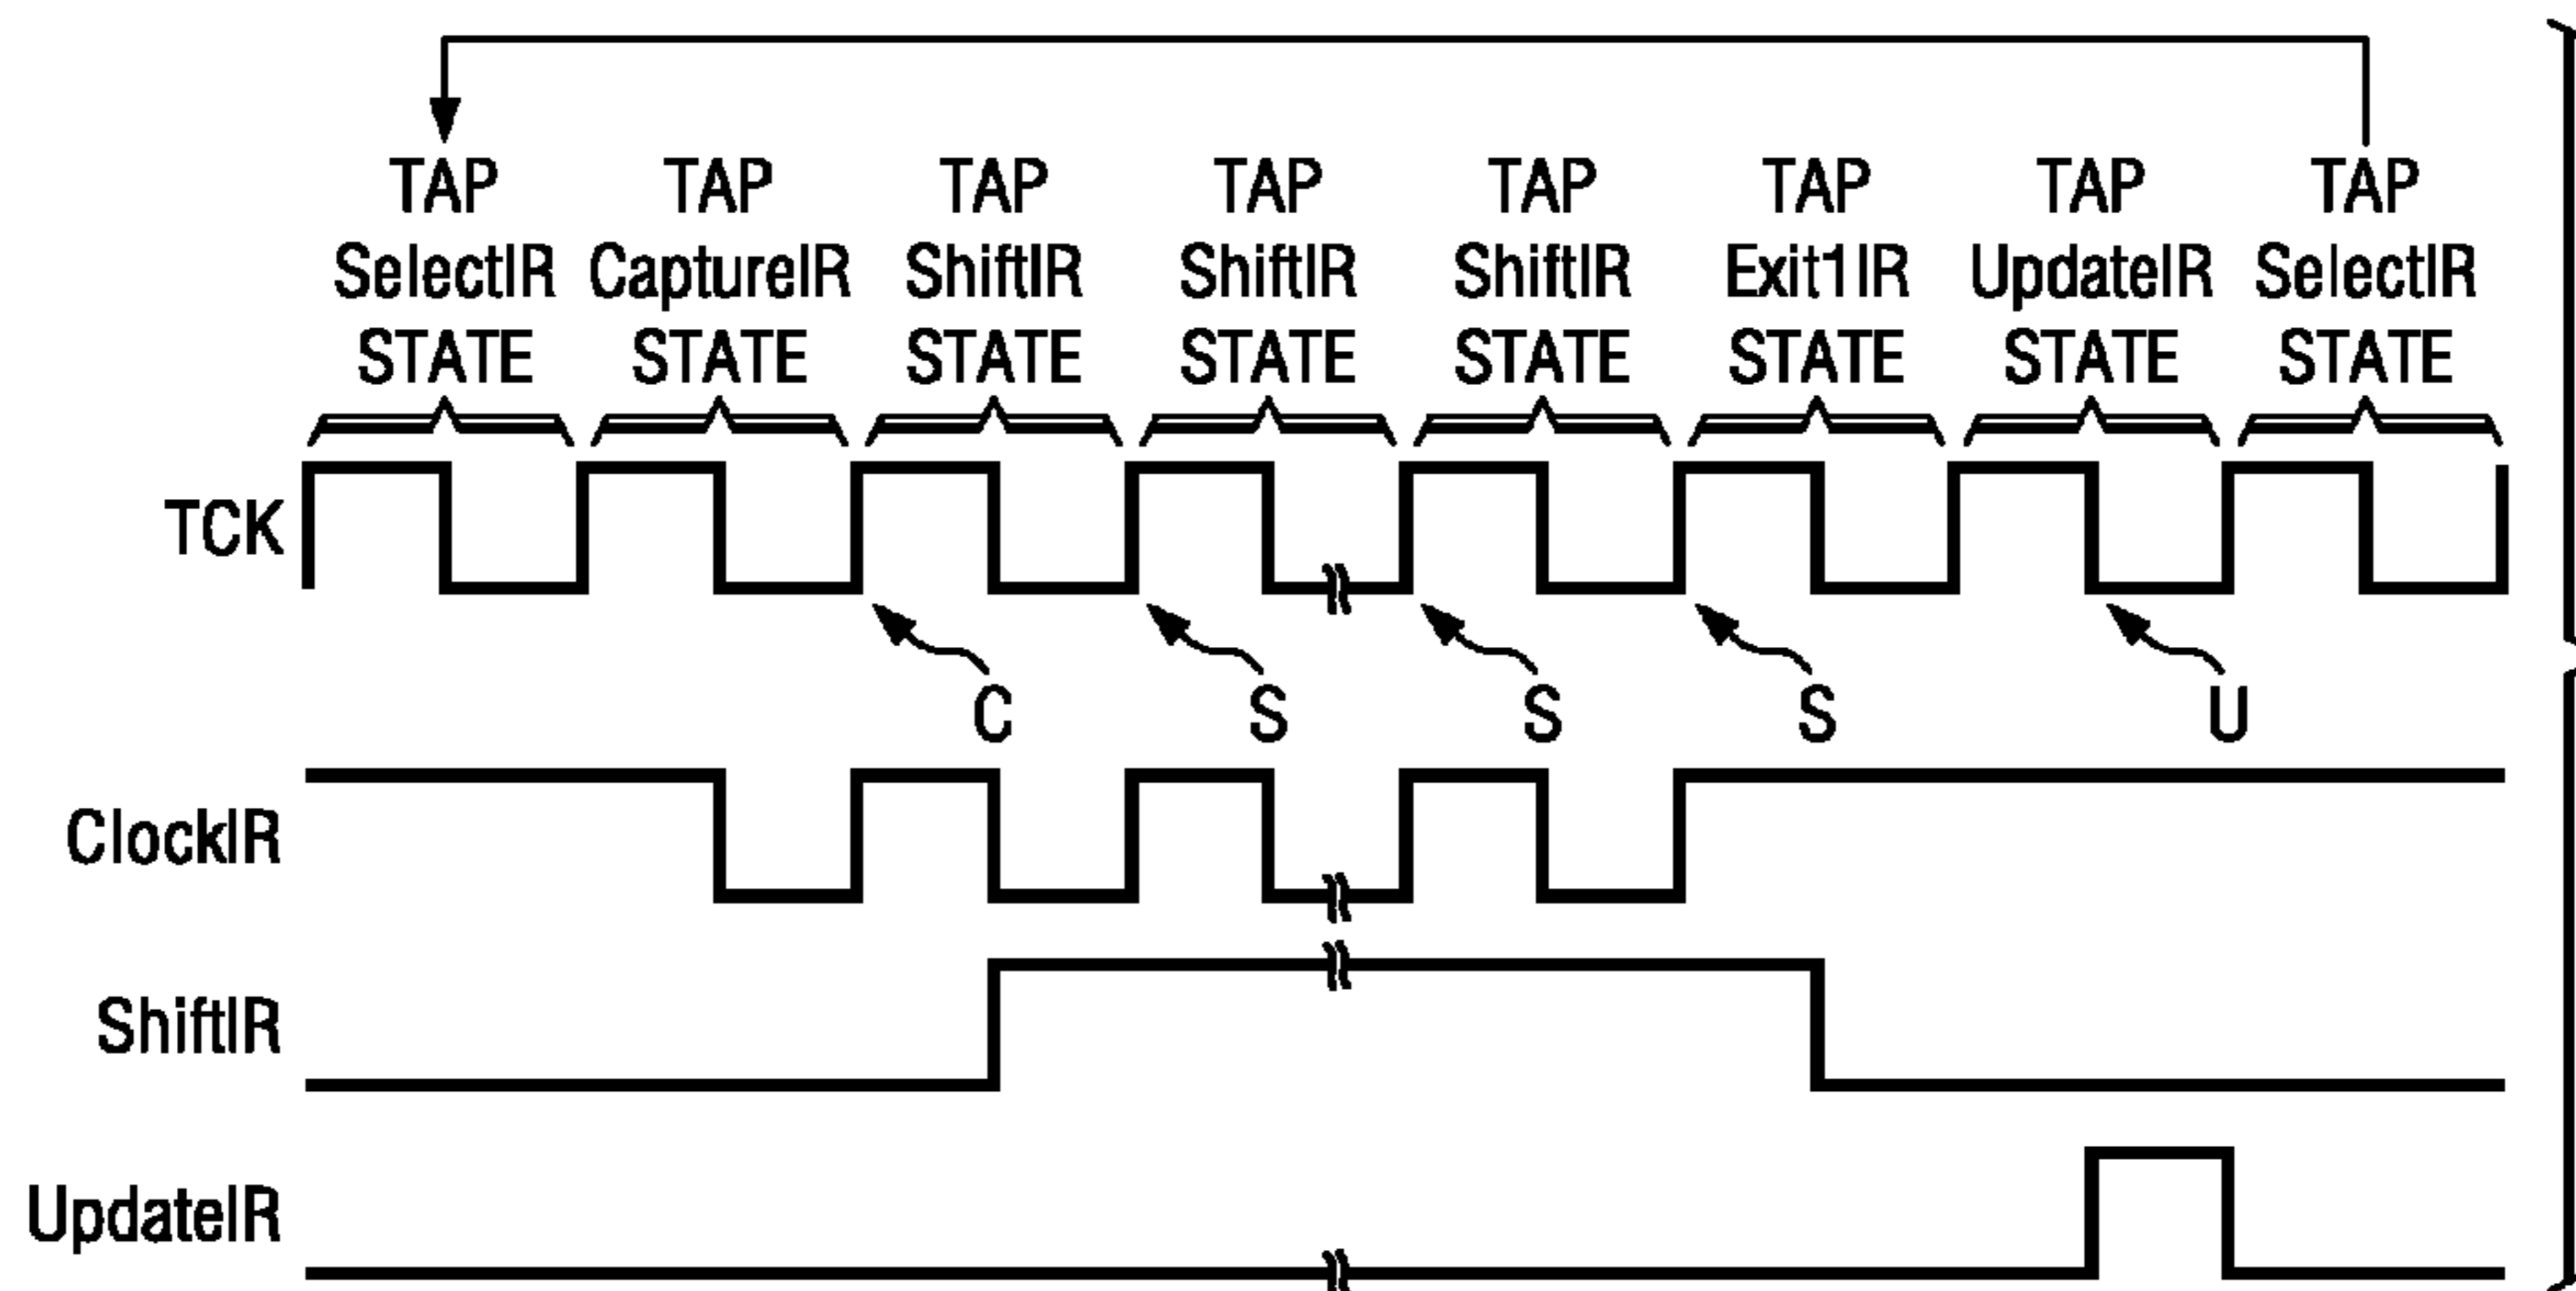 TAP TAP TAP TAP TAP TAP TAP TAP
SelectIR CaptureIR ShiftIR ShiftIR ShiftIR Exit1IR UpdateIR SelectIR
STATE STATE STATE STATE STATE STATE STATE STATE
TCK
C S S S U
ClockIR
ShiftIR
UpdateIR